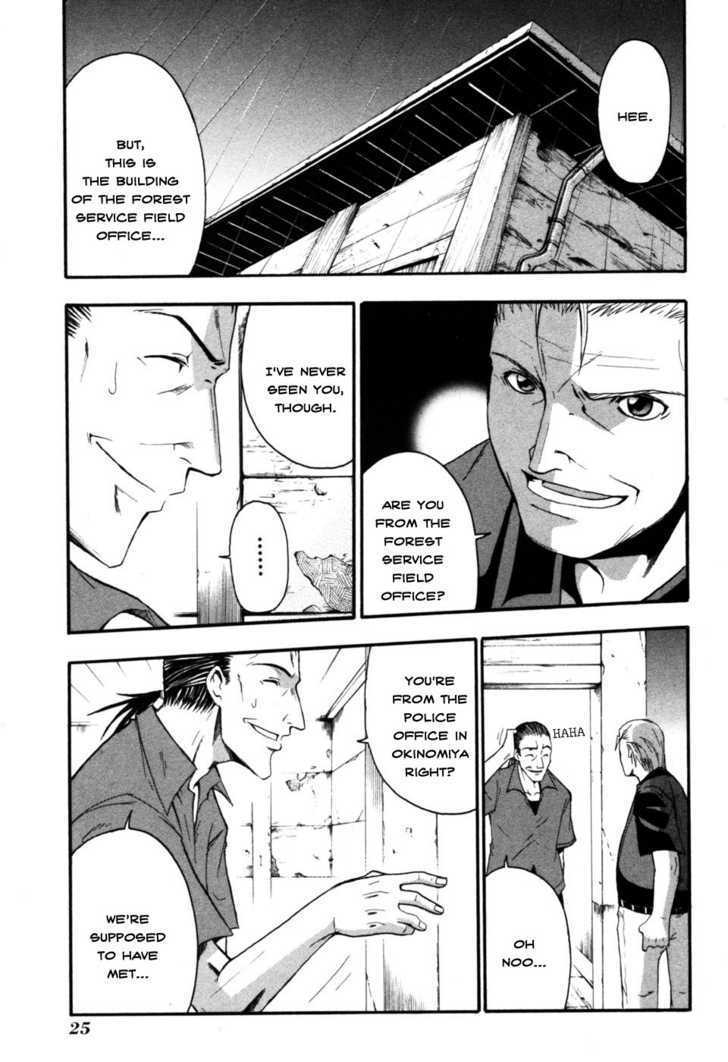 HEE.
BUT,
THIS IS
THE BUILDING
OF THE FOREST
SERVICE FIELD
OFFICE...
ARE YOU
FROM THE
FOREST
SERVICE
FIELD
OFFICE?
I'VE NEVER
SEEN YOU,
THOUGH.
......
HAHA
OH
NOO...
YOU'RE
FROM THE
POLICE
OFFICE IN
OKINOMIYA
RIGHT?
WE'RE
SUPPOSED
TO HAVE
MET...
25